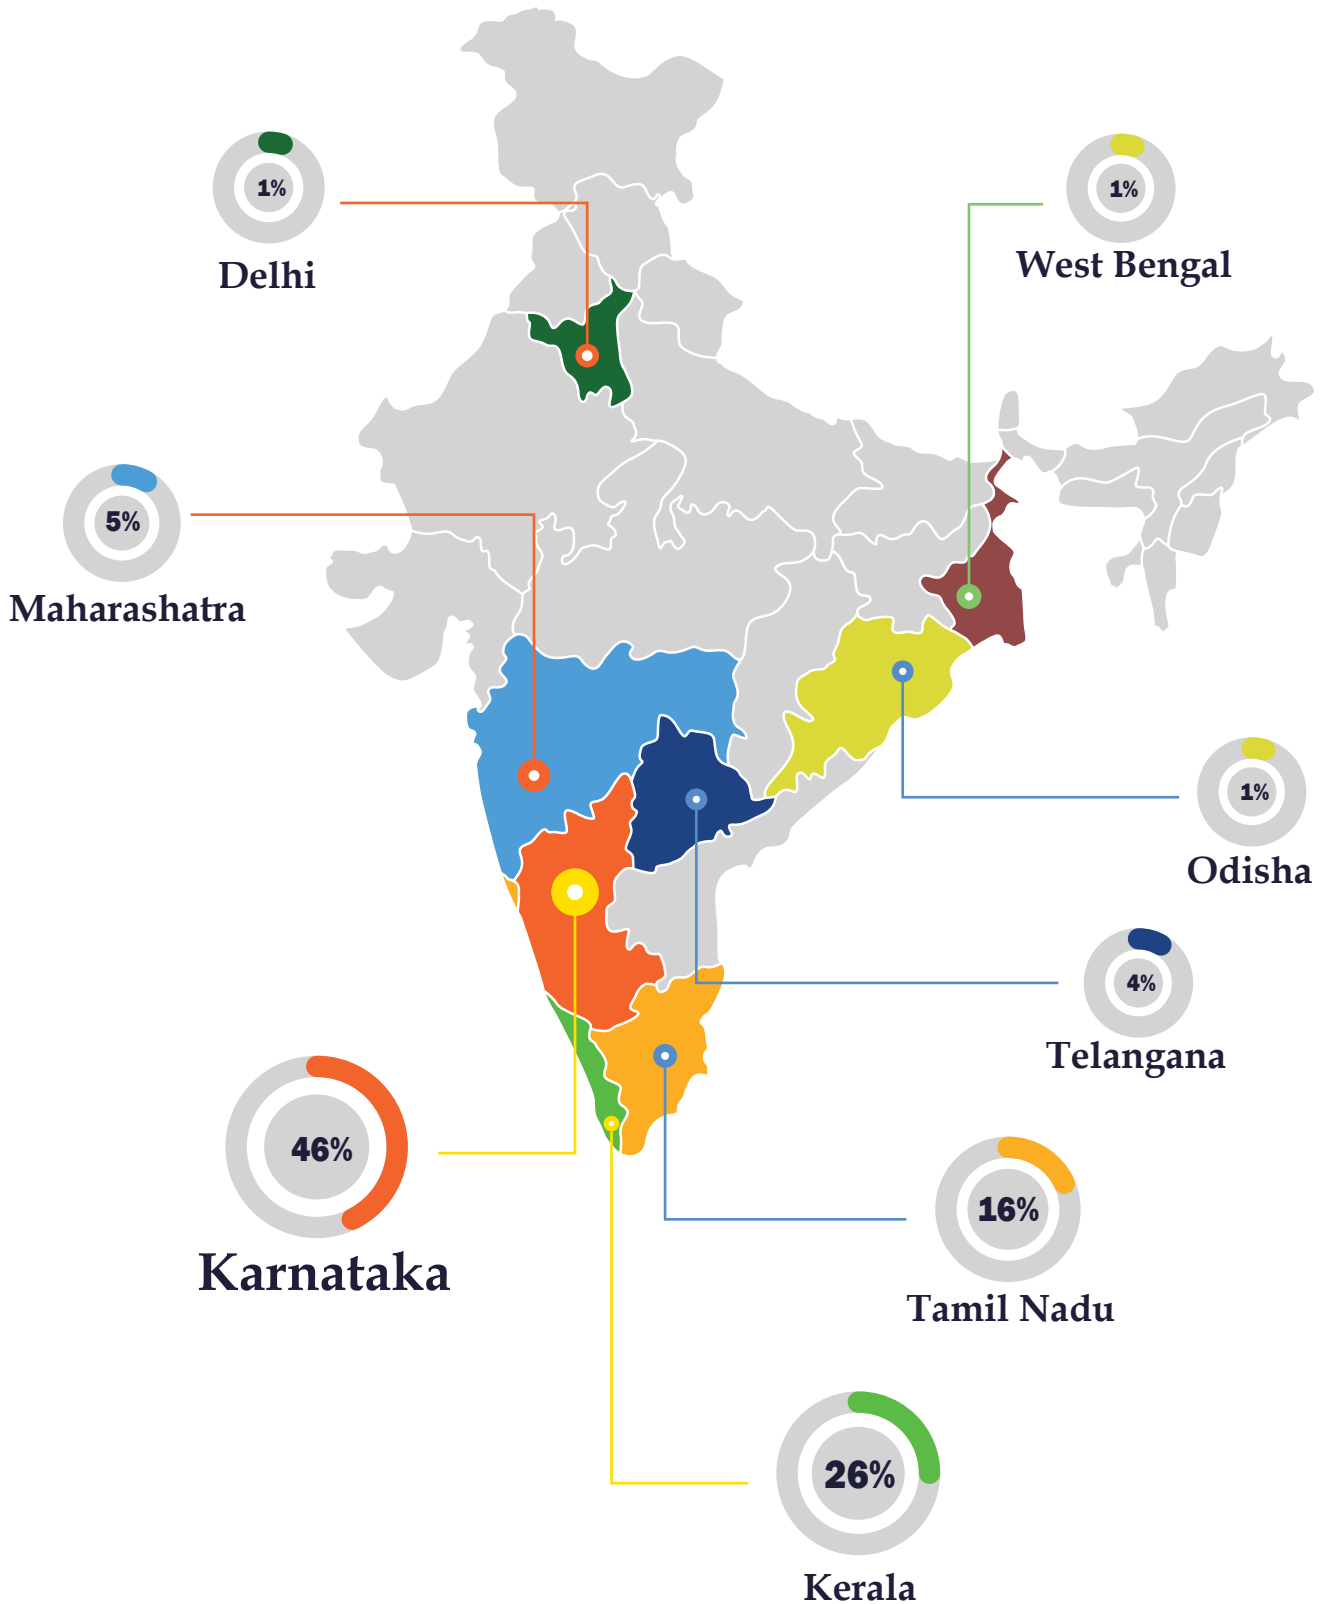 1%
Delhi
1%
West Bengal
5%
Maharashatra
1%
Odisha
4%
Telangana
46%
Karnataka
16%
Tamil Nadu
26%
Kerala